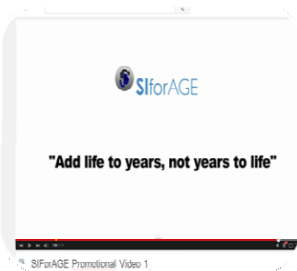 SIforAGE
"Add life to years, not years to life"
SIForAGE Promotional Video 1